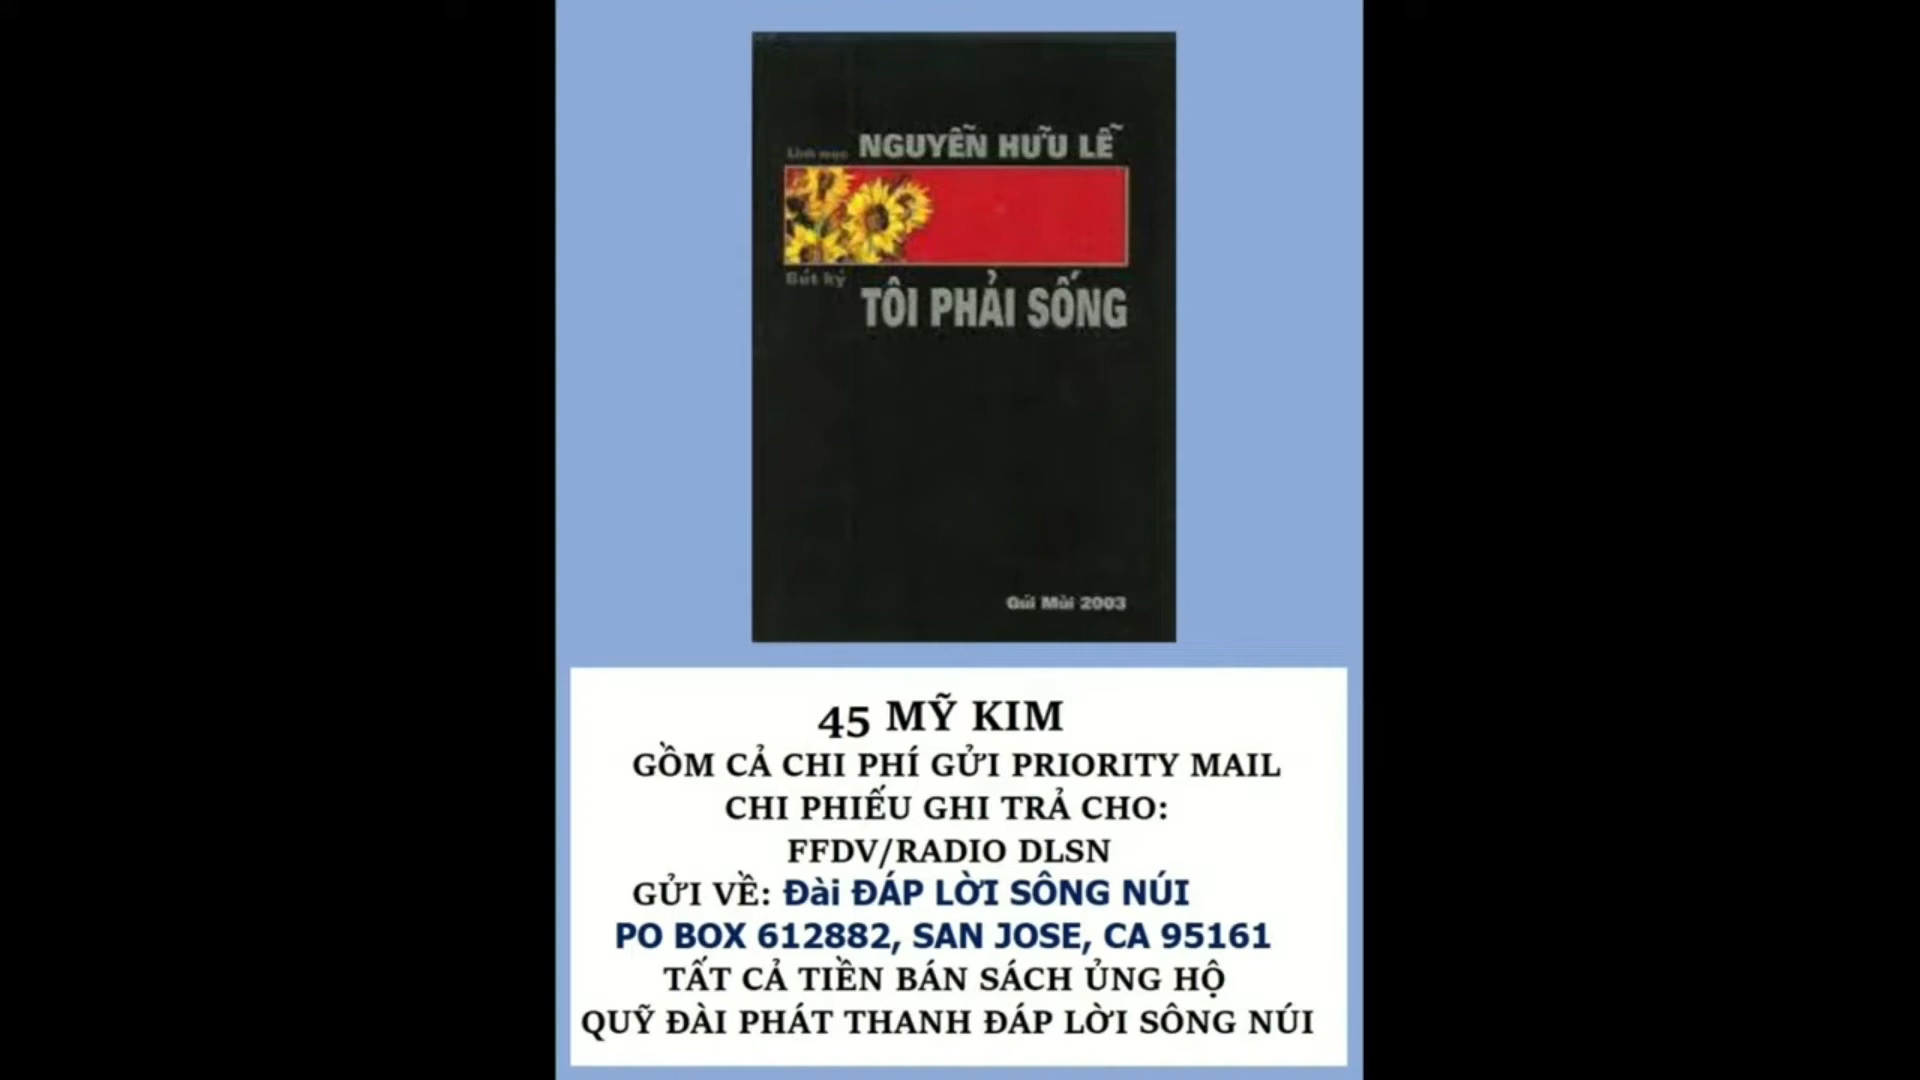 Linh mục NGUYỄN HỮU LỄ
Bút ký
TÔI PHẢI SỐNG
Gúi Mùi 2003
45 MỸ KIM
GỒM CẢ CHI PHÍ GỬI PRIORITY MAIL
CHI PHIẾU GHI TRẢ CHO:
FFDV/RADIO DLSN
GỬI VỀ: Đài ĐÁP LỜI SÔNG NÚI
PO BOX 612882, SAN JOSE, CA 95161
TẤT CẢ TIỀN BÁN SÁCH ỦNG HỘ
QUỸ ĐÀI PHÁT THANH ĐÁP LỜI SÔNG NÚI